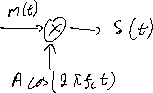 m(t)
× s(t)
A cos(2πfct)